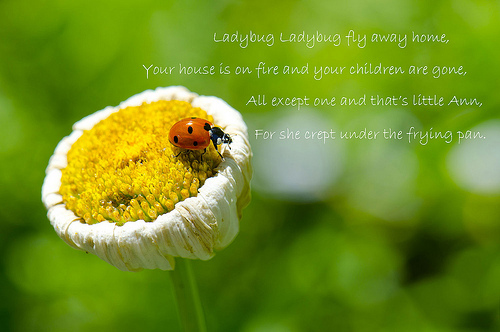 Ladybug Ladybug fly away home,
Your house is on fire and your children are gone,
All except one and that's little Ann,
For she crept under the frying pan.